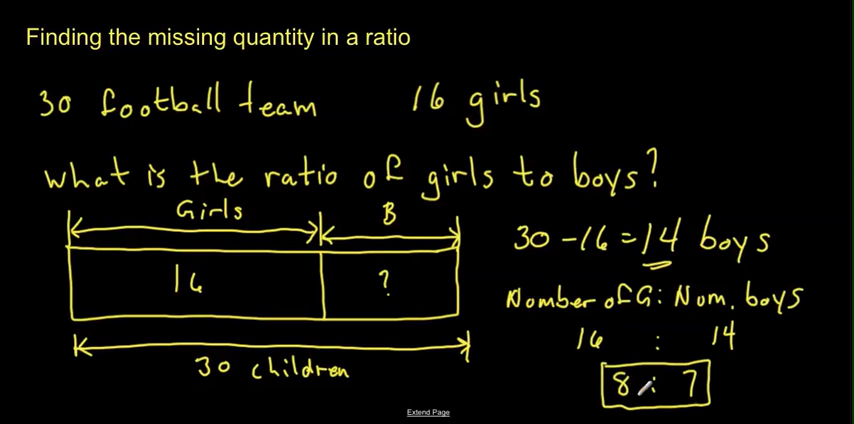 Finding the missing quantity in a ratio
30 football team 16 girls
what is the ratio of girls to boys?
Girls B
16 ?
30 children
30 - 16 = 14 boys
Nomber of G : Nom. boys
16 : 14
8 : 7
Extend Page